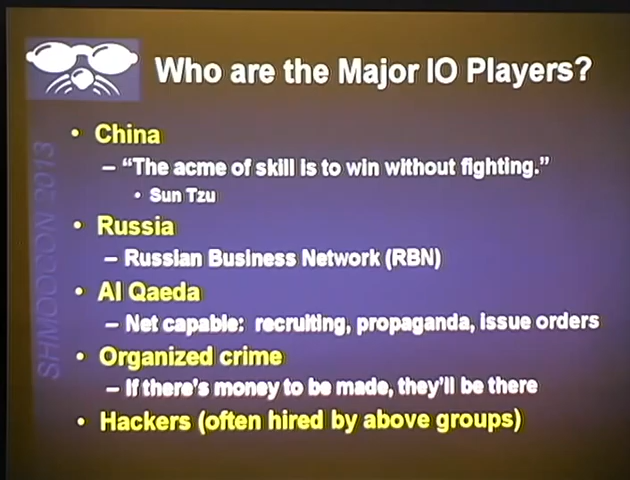 Who are the Major IO Players?
SHMOOCON 2013
• China
– “The acme of skill is to win without fighting.”
• Sun Tzu
• Russia
– Russian Business Network (RBN)
• Al Qaeda
– Net capable: recruiting, propaganda, issue orders
• Organized crime
– If there's money to be made, they'll be there
• Hackers (often hired by above groups)